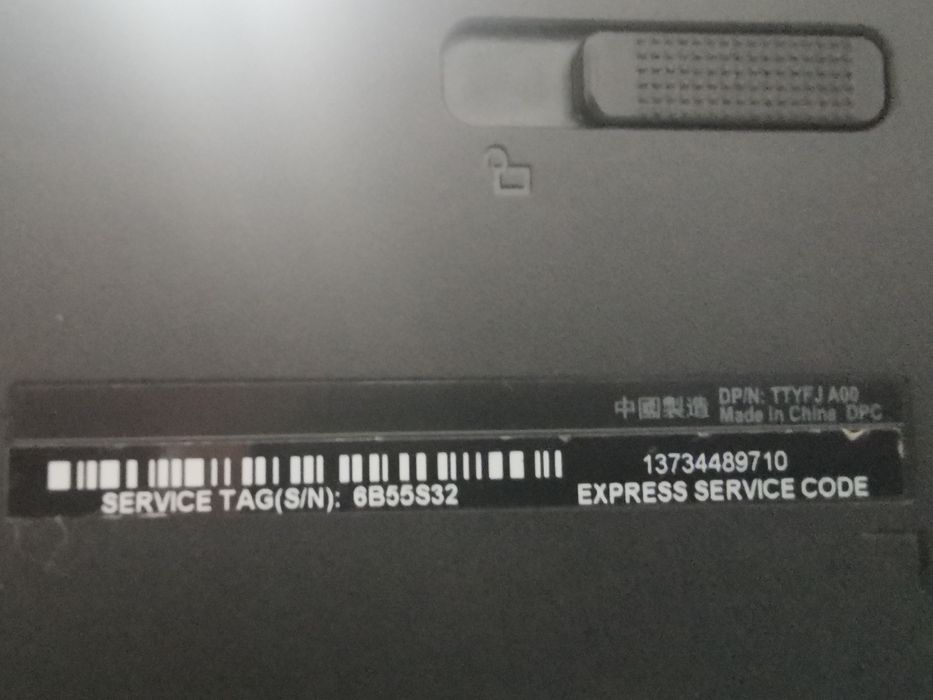 中國製造
DP/N: TTYFJ A00
Made In China DPC
13734489710
SERVICE TAG(S/N): 6B55S32
EXPRESS SERVICE CODE